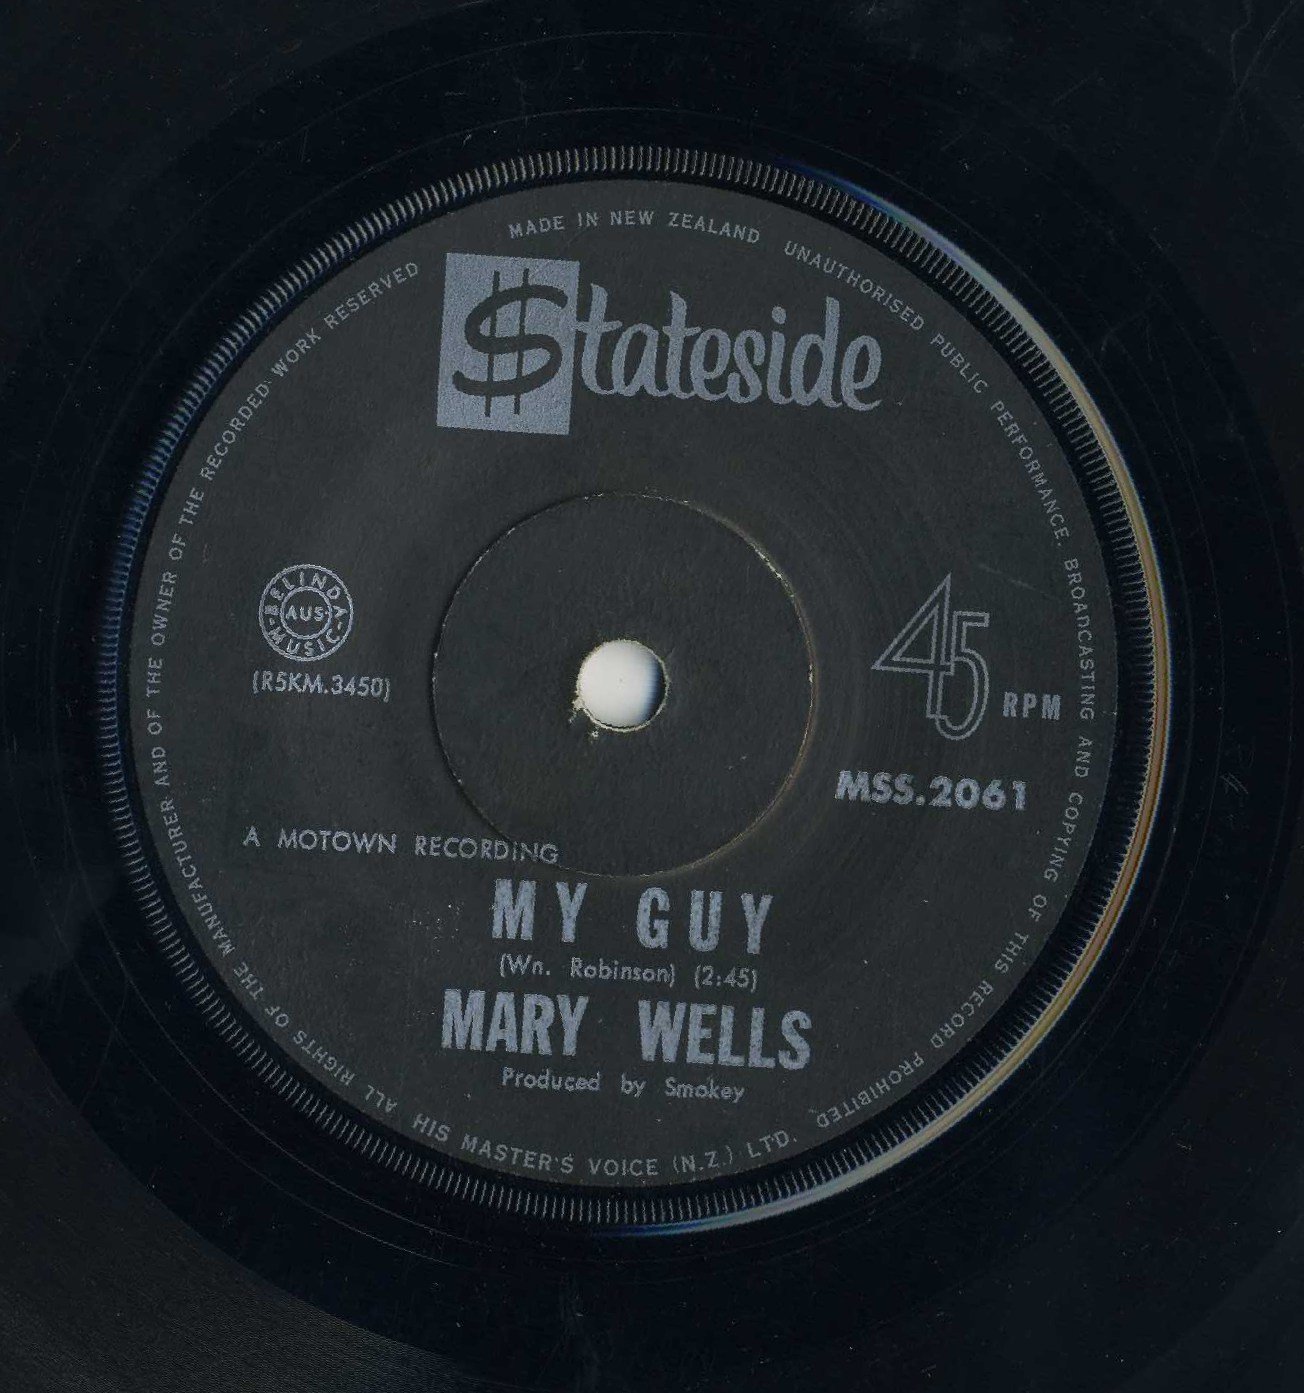 MADE IN NEW ZEALAND
UNAUTHORISED PUBLIC PERFORMANCE, BROADCASTING AND COPYING OF THIS RECORD PROHIBITED
HIS MASTER'S VOICE (N.Z.) LTD.
ALL RIGHTS OF THE MANUFACTURER AND OF THE OWNER OF THE RECORDED WORK RESERVED
$tateside
BELINDA
AUS
MUSIC
(R5KM.3450)
45 RPM
MSS.2061
A MOTOWN RECORDING
MY GUY
(Wn. Robinson) (2:45)
MARY WELLS
Produced by Smokey